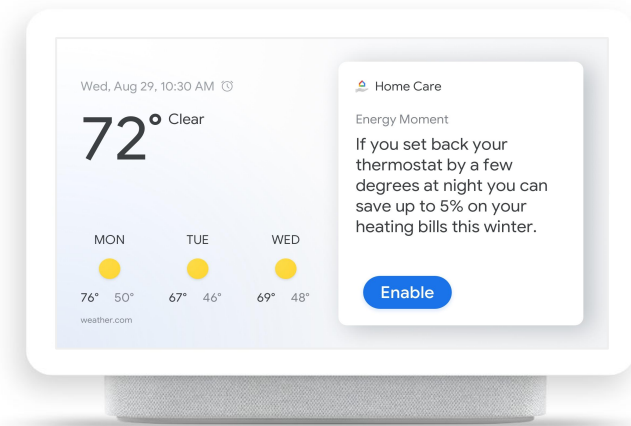 Wed, Aug 29, 10:30 AM
72° Clear
MON TUE WED
76° 50° 67° 46° 69° 48°
weather.com
Home Care
Energy Moment
If you set back your
thermostat by a few
degrees at night you can
save up to 5% on your
heating bills this winter.
Enable